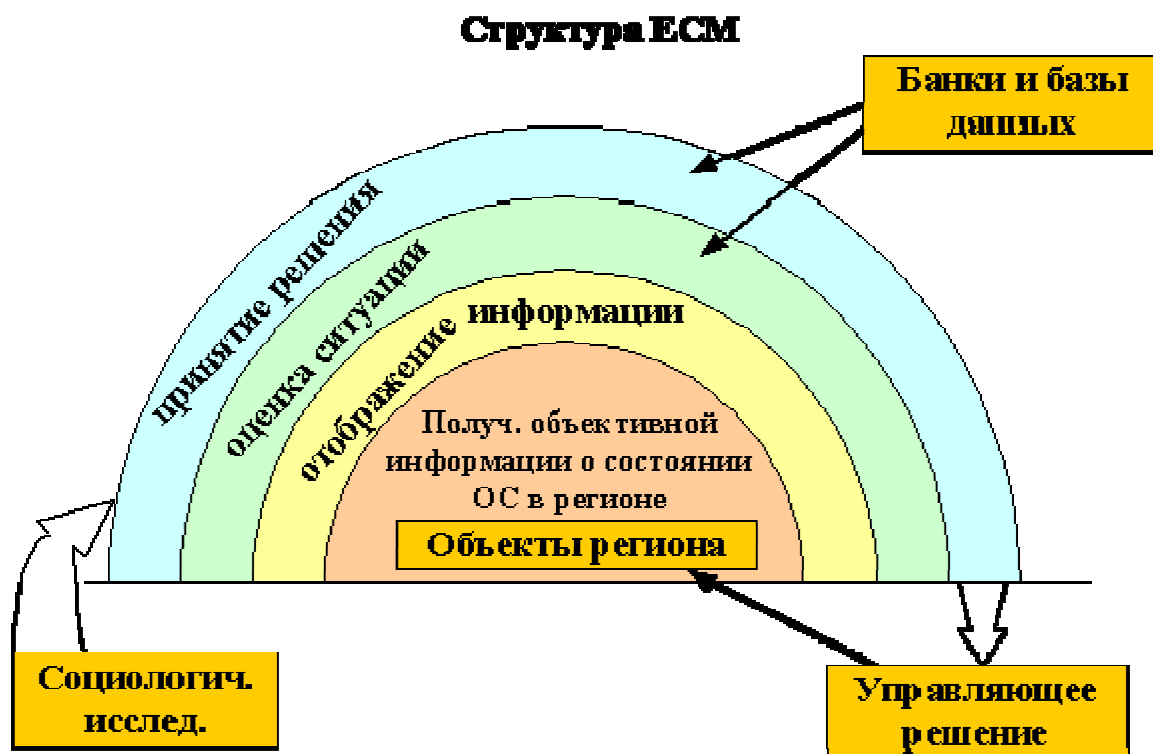 Структура ЕСМ
Банки и базы
данных
принятие решения
оценка ситуации
отображение информации
Получ. объективной
информации о состоянии
ОС в регионе
Объекты региона
Социологич.
исслед.
Управляющее
решение